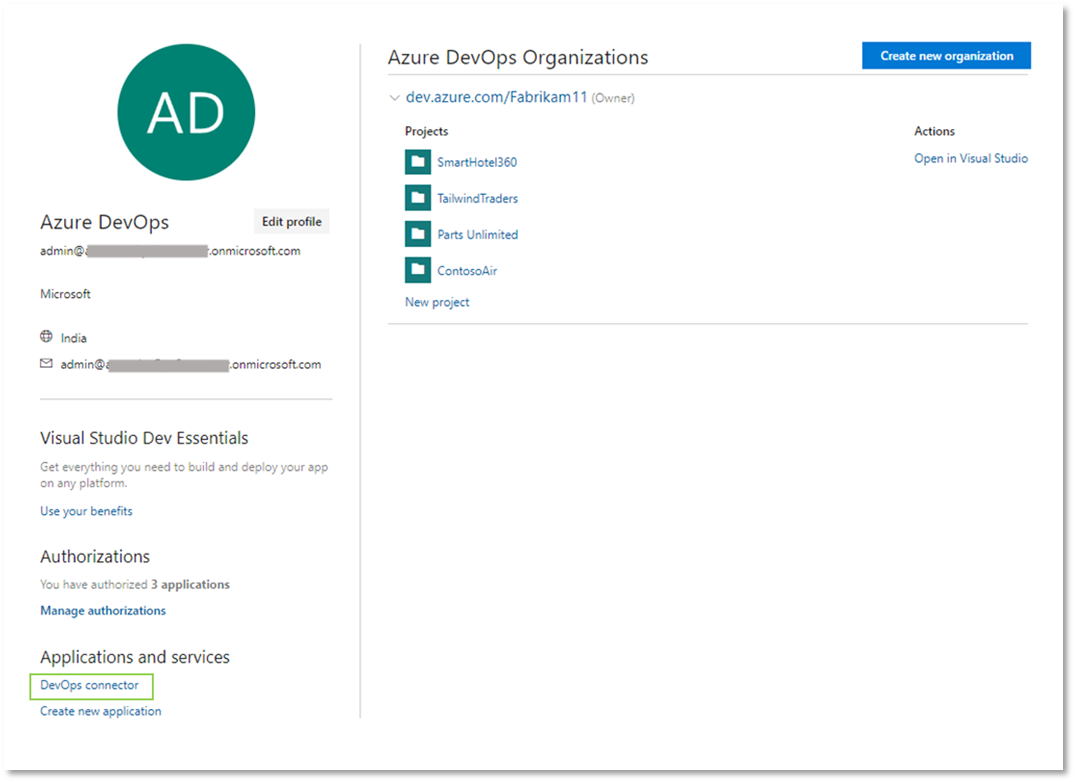 AD
Azure DevOps
Edit profile
admin@a
.onmicrosoft.com
Microsoft
India
admin@a
.onmicrosoft.com
Visual Studio Dev Essentials
Get everything you need to build and deploy your app
on any platform.
Use your benefits
Authorizations
You have authorized 3 applications
Manage authorizations
Applications and services
DevOps connector
Create new application
Azure DevOps Organizations
Create new organization
dev.azure.com/Fabrikam11 (Owner)
Projects
Actions
SmartHotel360
Open in Visual Studio
TailwindTraders
Parts Unlimited
ContosoAir
New project